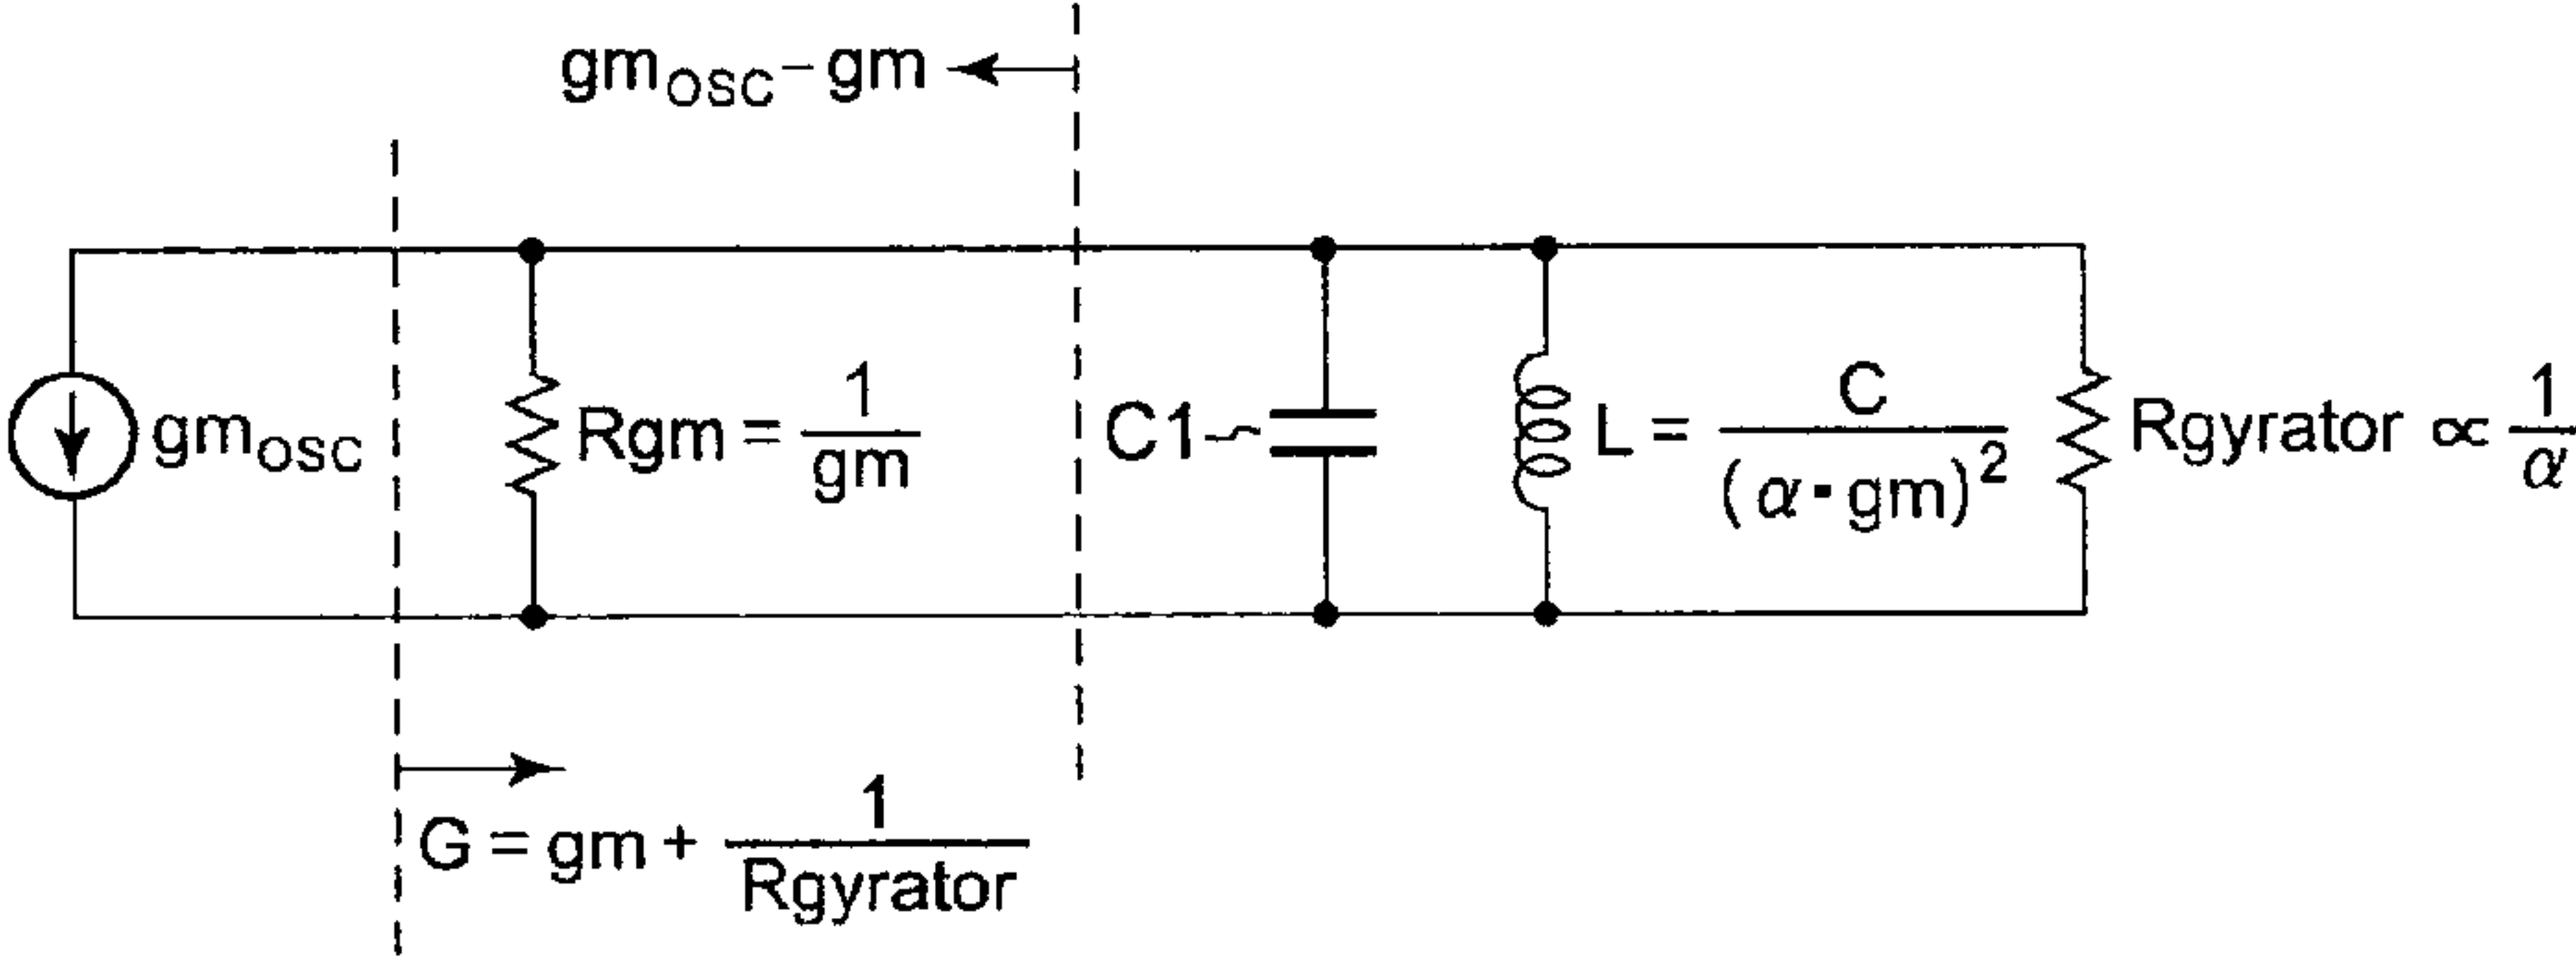 gm_OSC − gm
gm_OSC
Rgm = 1/gm
C1
L = C/(α·gm)²
Rgyrator ∝ 1/α
G = gm + 1/Rgyrator